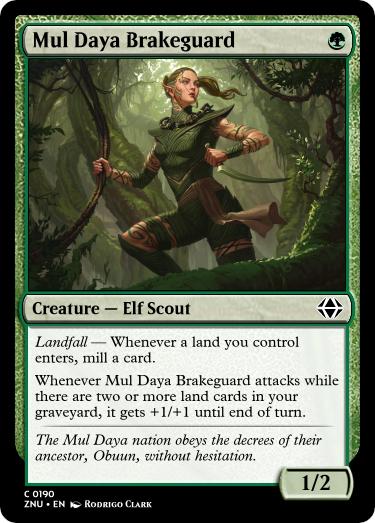 Mul Daya Brakeguard
Creature — Elf Scout
Landfall — Whenever a land you control
enters, mill a card.
Whenever Mul Daya Brakeguard attacks while
there are two or more land cards in your
graveyard, it gets +1/+1 until end of turn.
The Mul Daya nation obeys the decrees of their
ancestor, Obuun, without hesitation.
1/2
C 0190
ZNU • EN Rodrigo Clark